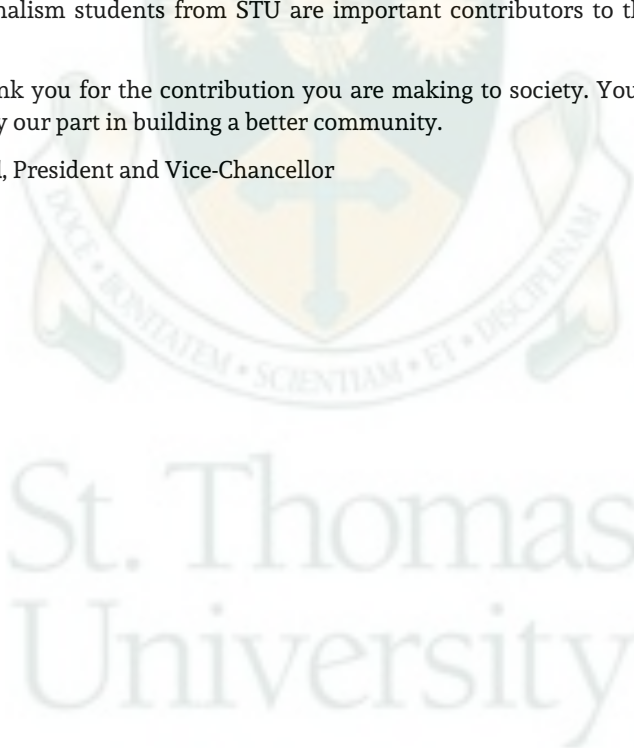 nalism students from STU are important contributors to th
nk you for the contribution you are making to society. You
y our part in building a better community.
, President and Vice-Chancellor
DOCE • BONITATEM • SCIENTIAM • ET • DISCIPLINAM
St. Thomas
University